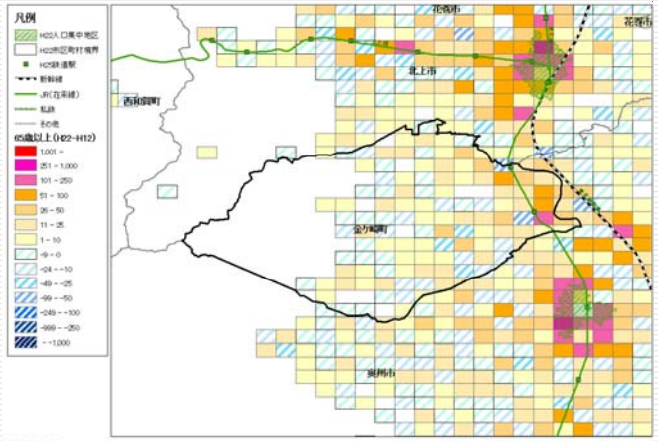 凡例
H22人口集中地区
H22市区町村境界
H25鉄道駅
新幹線
JR(在来線)
私鉄
その他
65歳以上(H22-H12)
1,001 -
251 - 1,000
101 - 250
51 - 100
26 - 50
11 - 25
1 - 10
-9 - 0
-24 - -10
-49 - -25
-99 - -50
-249 - -100
-999 - -250
- -1,000
花巻市
花巻市
北上市
西和賀町
金ケ崎町
奥州市